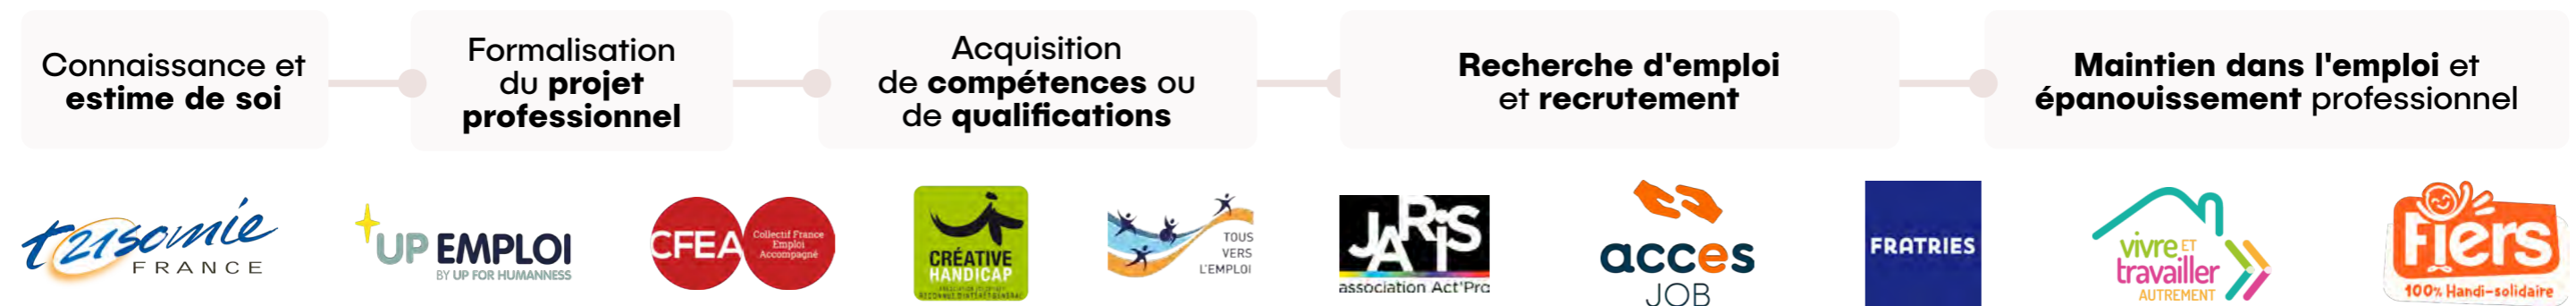 Connaissance et
estime de soi
Formalisation
du projet
professionnel
Acquisition
de compétences ou
de qualifications
Recherche d'emploi
et recrutement
Maintien dans l'emploi et
épanouissement professionnel
t21somie
FRANCE
UP EMPLOI
BY UP FOR HUMANNESS
CFEA
Collectif France
Emploi
Accompagné
CRÉATIVE
HANDICAP
TOUS
VERS
L'EMPLOI
JARiS
association Act'Pro
acces
JOB
FRATRIES
vivre ET
travailler
AUTREMENT
Fiers
100% Handi-solidaire